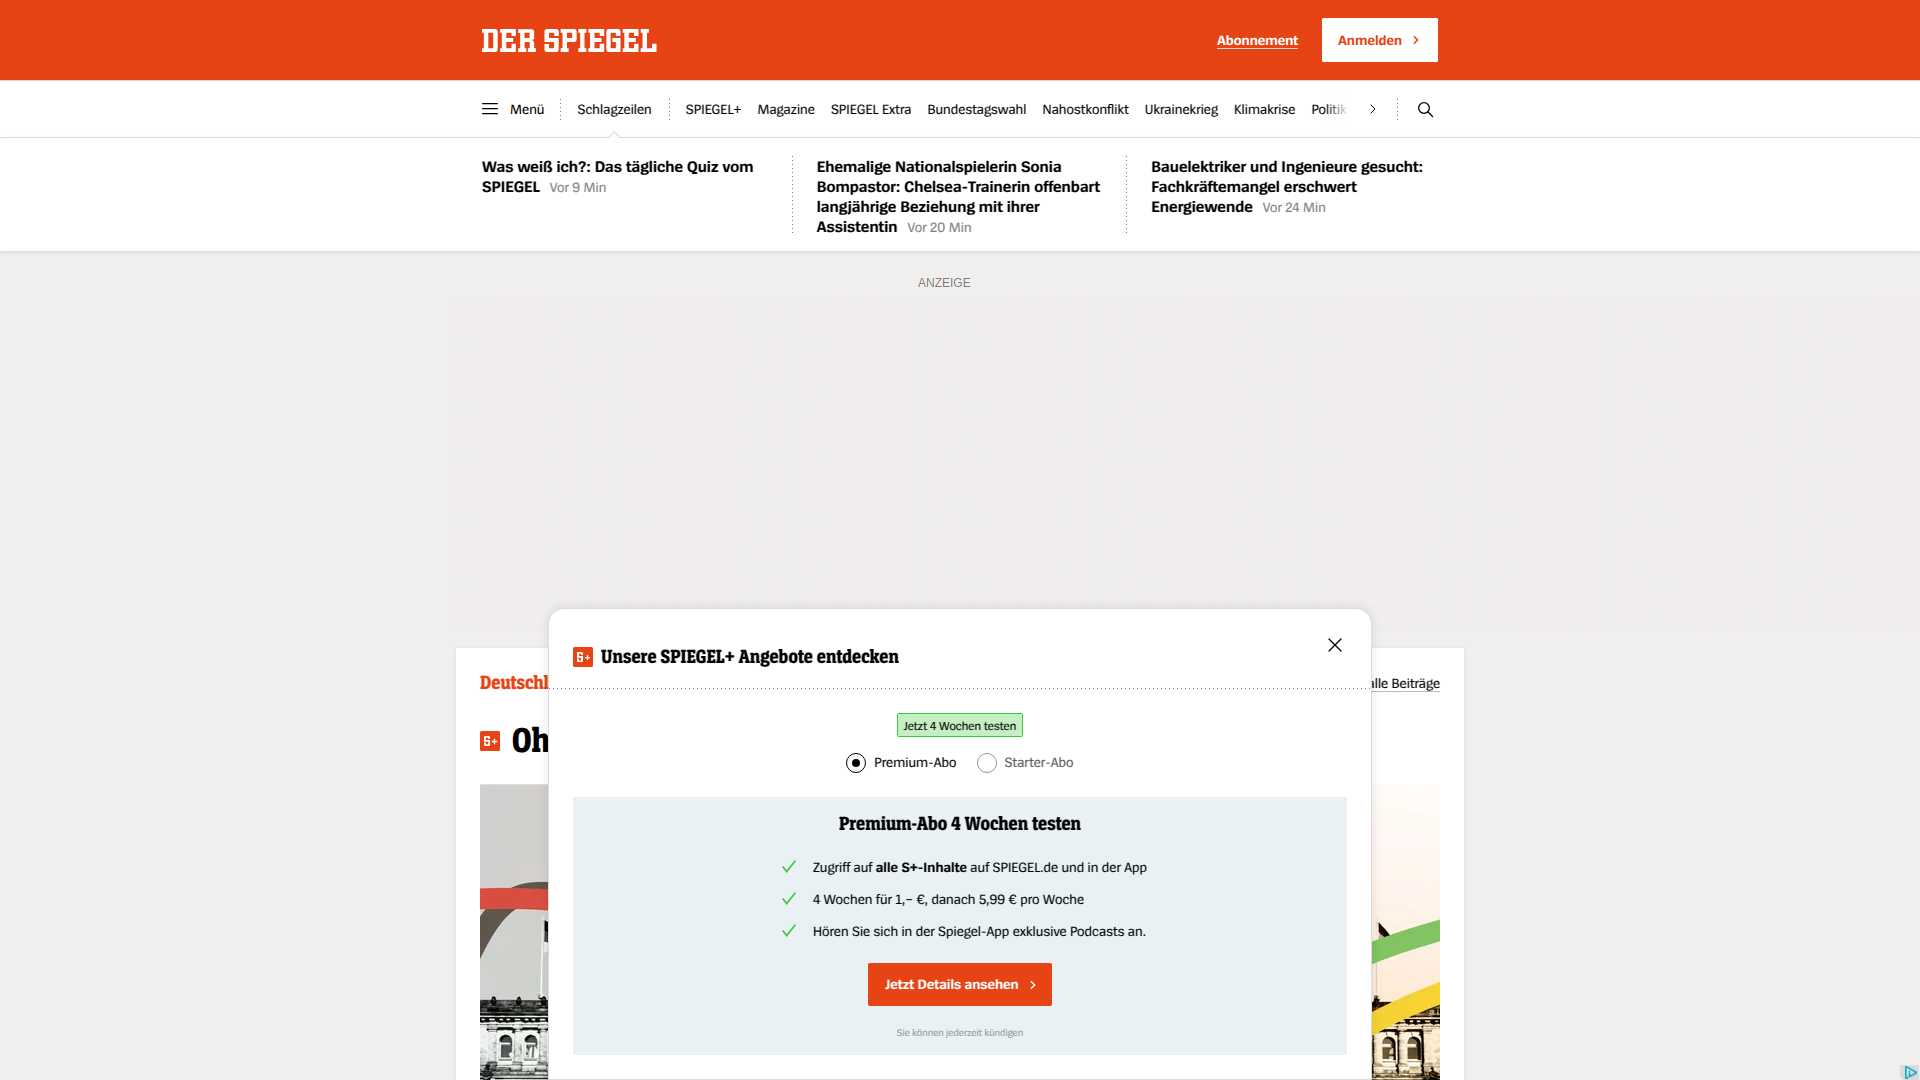 DER SPIEGEL
Abonnement
Anmelden
Menü
Schlagzeilen
SPIEGEL+
Magazine
SPIEGEL Extra
Bundestagswahl
Nahostkonflikt
Ukrainekrieg
Klimakrise
Politik
Was weiß ich?: Das tägliche Quiz vom
SPIEGEL Vor 9 Min
Ehemalige Nationalspielerin Sonia
Bompastor: Chelsea-Trainerin offenbart
langjährige Beziehung mit ihrer
Assistentin Vor 20 Min
Bauelektriker und Ingenieure gesucht:
Fachkräftemangel erschwert
Energiewende Vor 24 Min
ANZEIGE
S+ Unsere SPIEGEL+ Angebote entdecken
Deutschl
alle Beiträge
S+ Oh
Jetzt 4 Wochen testen
Premium-Abo
Starter-Abo
Premium-Abo 4 Wochen testen
Zugriff auf alle S+-Inhalte auf SPIEGEL.de und in der App
4 Wochen für 1,– €, danach 5,99 € pro Woche
Hören Sie sich in der Spiegel-App exklusive Podcasts an.
Jetzt Details ansehen
Sie können jederzeit kündigen